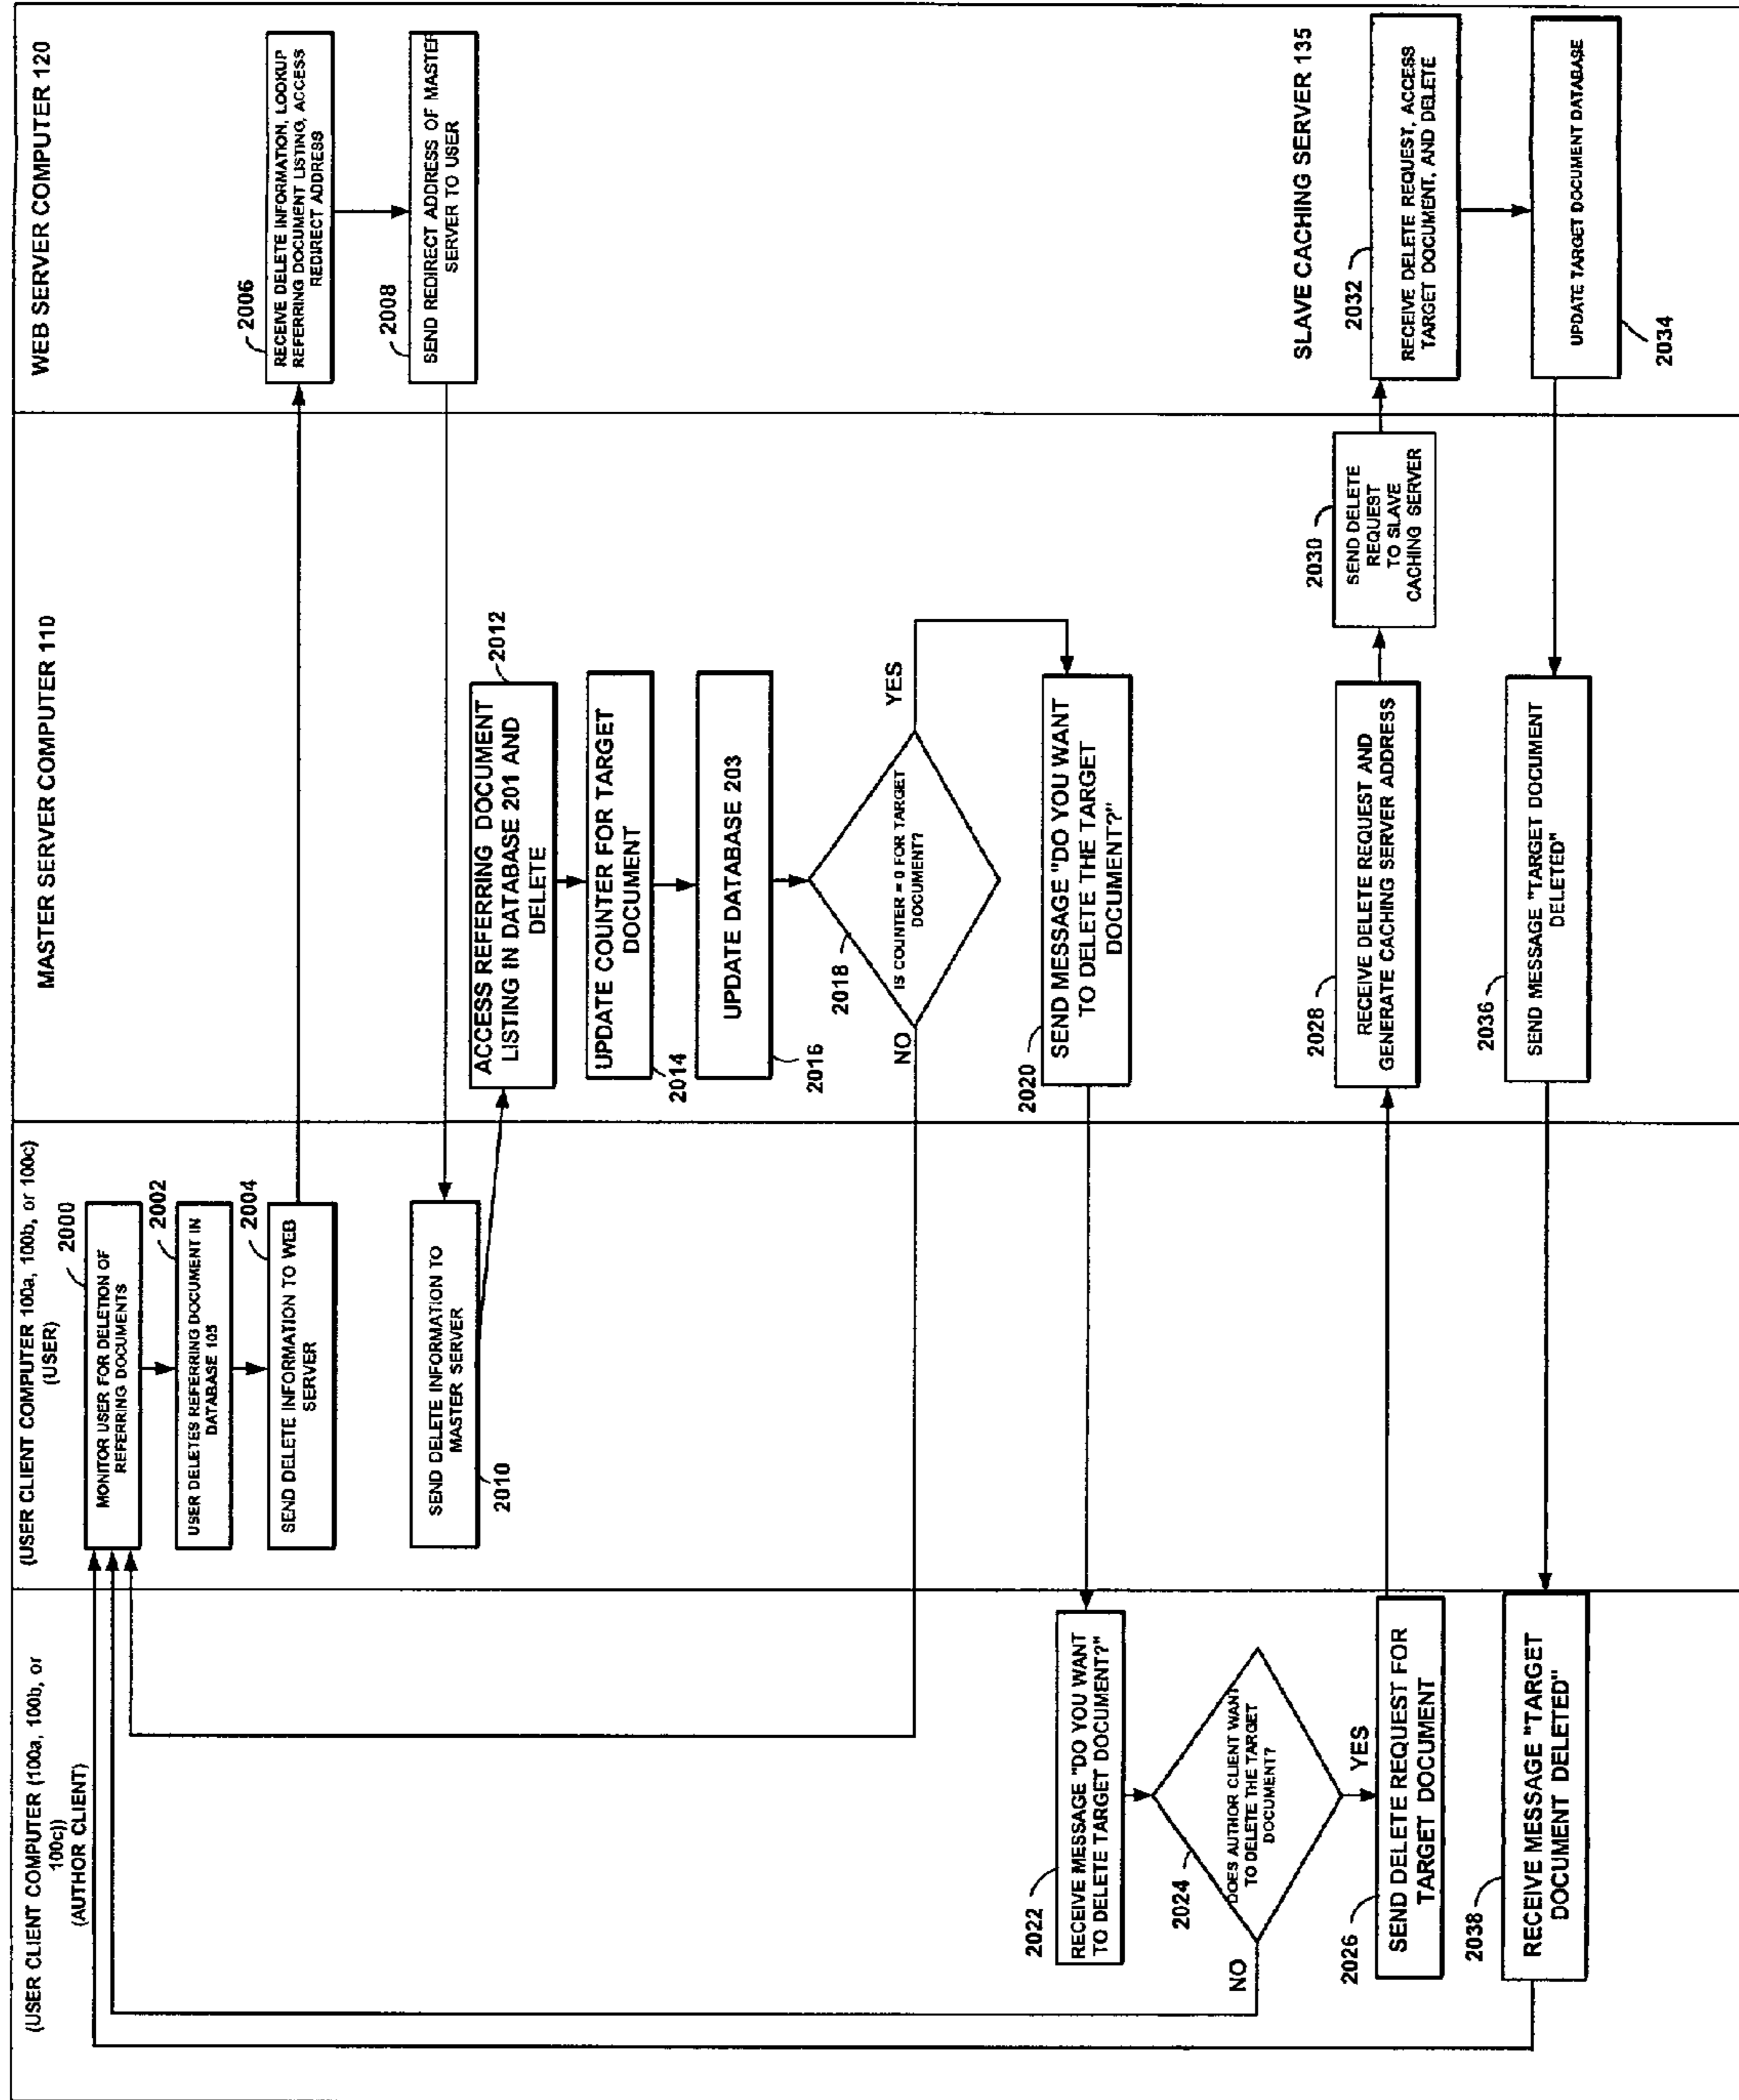 (USER CLIENT COMPUTER (100a, 100b, or
100c))
(AUTHOR CLIENT)
(USER CLIENT COMPUTER 100a, 100b, or 100c)
(USER)
MASTER SERVER COMPUTER 110
WEB SERVER COMPUTER 120
2000
MONITOR USER FOR DELETION OF
REFERRING DOCUMENTS
2002
USER DELETES REFERRING DOCUMENT IN
DATABASE 105
2004
SEND DELETE INFORMATION TO WEB
SERVER
2006
RECEIVE DELETE INFORMATION, LOOKUP
REFERRING DOCUMENT LISTING, ACCESS
REDIRECT ADDRESS
2008
SEND REDIRECT ADDRESS OF MASTER
SERVER TO USER
SEND DELETE INFORMATION TO
MASTER SERVER
2010
2012
ACCESS REFERRING DOCUMENT
LISTING IN DATABASE 201 AND
DELETE
UPDATE COUNTER FOR TARGET
DOCUMENT
2014
UPDATE DATABASE 203
2016
2018
IS COUNTER = 0 FOR TARGET
DOCUMENT?
NO
YES
2020
SEND MESSAGE "DO YOU WANT
TO DELETE THE TARGET
DOCUMENT?"
2022
RECEIVE MESSAGE "DO YOU WANT
TO DELETE TARGET DOCUMENT?"
2024
DOES AUTHOR CLIENT WANT
TO DELETE THE TARGET
DOCUMENT?
NO
YES
2026
SEND DELETE REQUEST FOR
TARGET DOCUMENT
2028
RECEIVE DELETE REQUEST AND
GENERATE CACHING SERVER ADDRESS
2030
SEND DELETE
REQUEST
TO SLAVE
CACHING SERVER
SLAVE CACHING SERVER 135
2032
RECEIVE DELETE REQUEST, ACCESS
TARGET DOCUMENT, AND DELETE
UPDATE TARGET DOCUMENT DATABASE
2034
2036
SEND MESSAGE "TARGET DOCUMENT
DELETED"
2038
RECEIVE MESSAGE "TARGET
DOCUMENT DELETED"